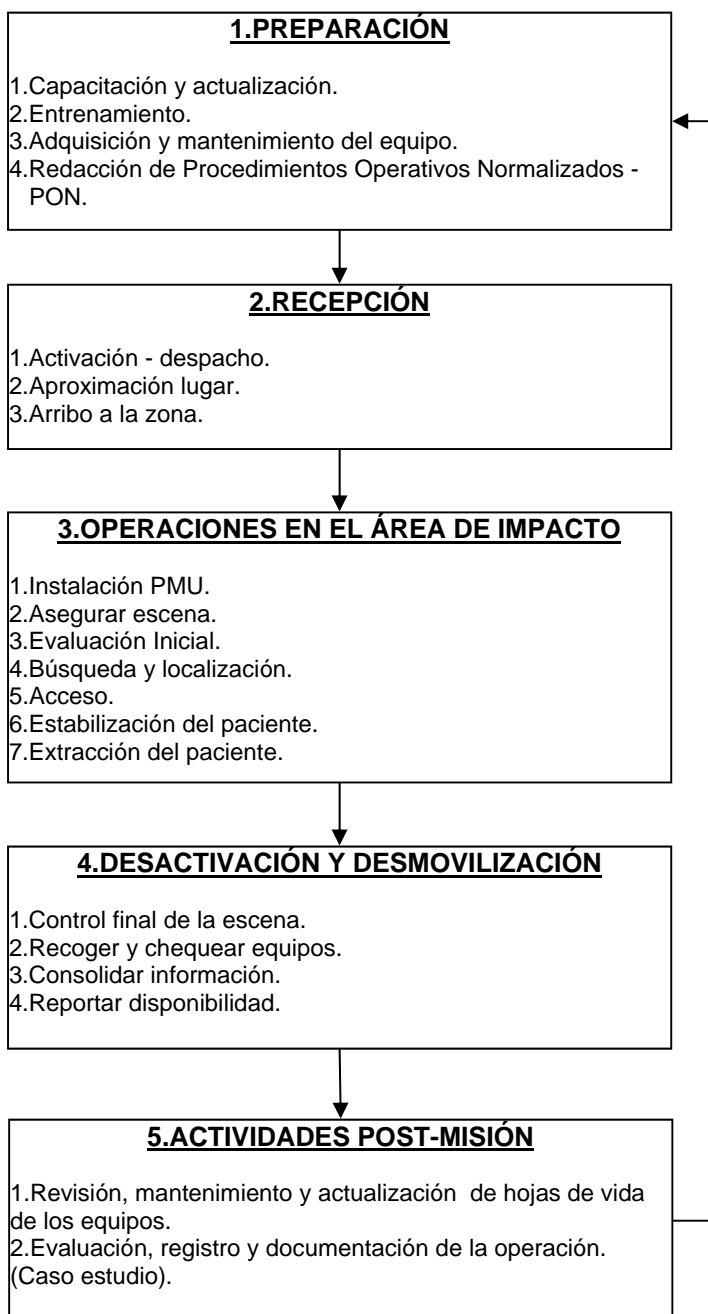 1.PREPARACIÓN
1.Capacitación y actualización.
2.Entrenamiento.
3.Adquisición y mantenimiento del equipo.
4.Redacción de Procedimientos Operativos Normalizados -
PON.
2.RECEPCIÓN
1.Activación - despacho.
2.Aproximación lugar.
3.Arribo a la zona.
3.OPERACIONES EN EL ÁREA DE IMPACTO
1.Instalación PMU.
2.Asegurar escena.
3.Evaluación Inicial.
4.Búsqueda y localización.
5.Acceso.
6.Estabilización del paciente.
7.Extracción del paciente.
4.DESACTIVACIÓN Y DESMOVILIZACIÓN
1.Control final de la escena.
2.Recoger y chequear equipos.
3.Consolidar información.
4.Reportar disponibilidad.
5.ACTIVIDADES POST-MISIÓN
1.Revisión, mantenimiento y actualización  de hojas de vida
de los equipos.
2.Evaluación, registro y documentación de la operación.
(Caso estudio).